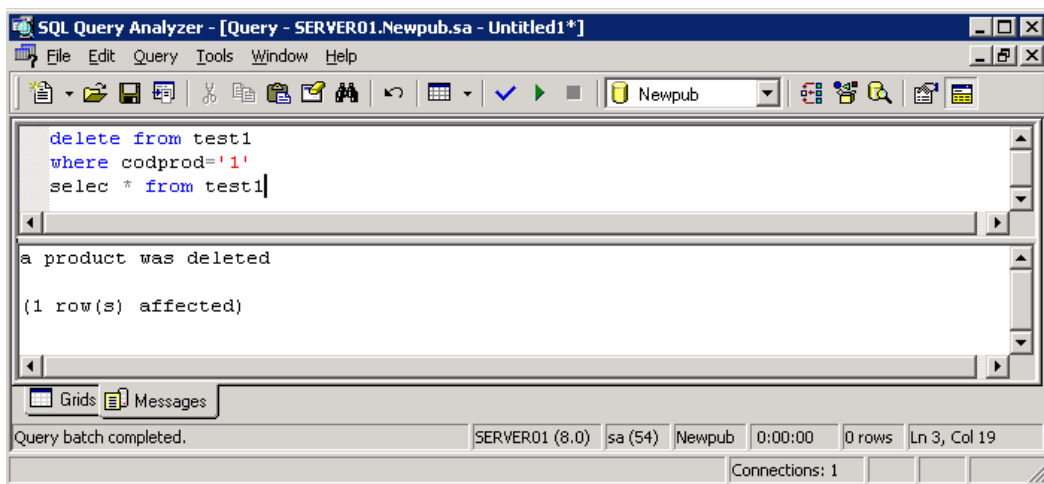 SQL Query Analyzer - [Query - SERVER01.Newpub.sa - Untitled1*]
File Edit Query Tools Window Help
Newpub
delete from test1
where codprod='1'
selec * from test1
a product was deleted
(1 row(s) affected)
Grids Messages
Query batch completed. SERVER01 (8.0) sa (54) Newpub 0:00:00 0 rows Ln 3, Col 19
Connections: 1